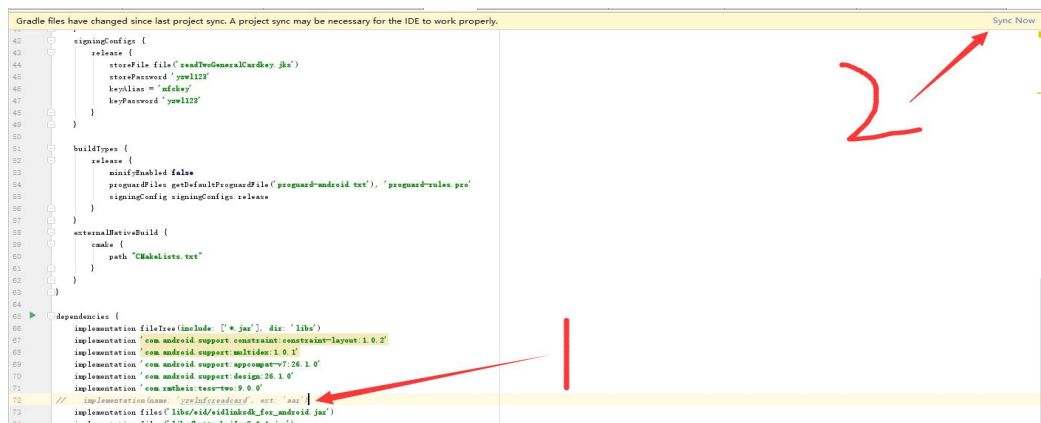 Gradle files have changed since last project sync. A project sync may be necessary for the IDE to work properly. Sync Now
42 signingConfigs {
43 release {
44 storeFile file('readTwoGeneralCardkey.jks')
45 storePassword 'yzwl123'
46 keyAlias = 'nfckey'
47 keyPassword 'yzwl123'
48 }
49 }
50
51 buildTypes {
52 release {
53 minifyEnabled false
54 proguardFiles getDefaultProguardFile('proguard-android.txt'), 'proguard-rules.pro'
55 signingConfig signingConfigs.release
56 }
57 }
58 externalNativeBuild {
59 cmake {
60 path "CMakeLists.txt"
61 }
62 }
63 }
64
65 dependencies {
66 implementation fileTree(include: ['*.jar'], dir: 'libs')
67 implementation 'com.android.support.constraint:constraint-layout:1.0.2'
68 implementation 'com.android.support:multidex:1.0.1'
69 implementation 'com.android.support:appcompat-v7:26.1.0'
70 implementation 'com.android.support:design:26.1.0'
71 implementation 'com.rmtheis:tess-two:9.0.0'
72 // implementation(name: 'yzwlnfcreadcard', ext: 'aar')
73 implementation files('libs/eid/eidlinksdk_for_android.jar')
1
2